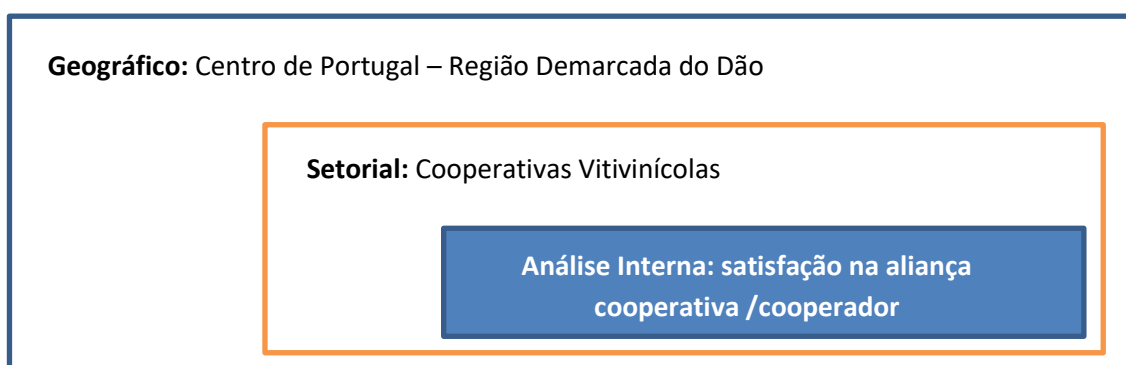 Geográfico: Centro de Portugal – Região Demarcada do Dão
Setorial: Cooperativas Vitivinícolas
Análise Interna: satisfação na aliança
cooperativa /cooperador